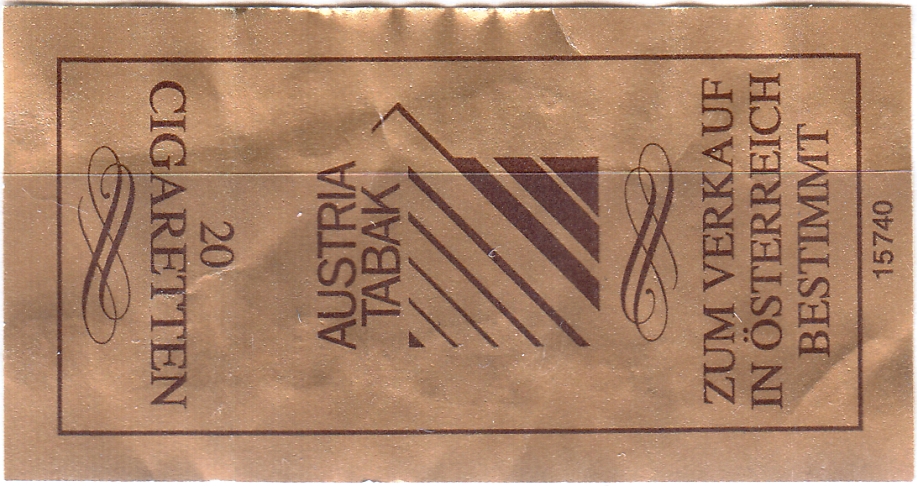 20
CIGARETTEN
AUSTRIA
TABAK
ZUM VERKAUF
IN ÖSTERREICH
BESTIMMT
15740